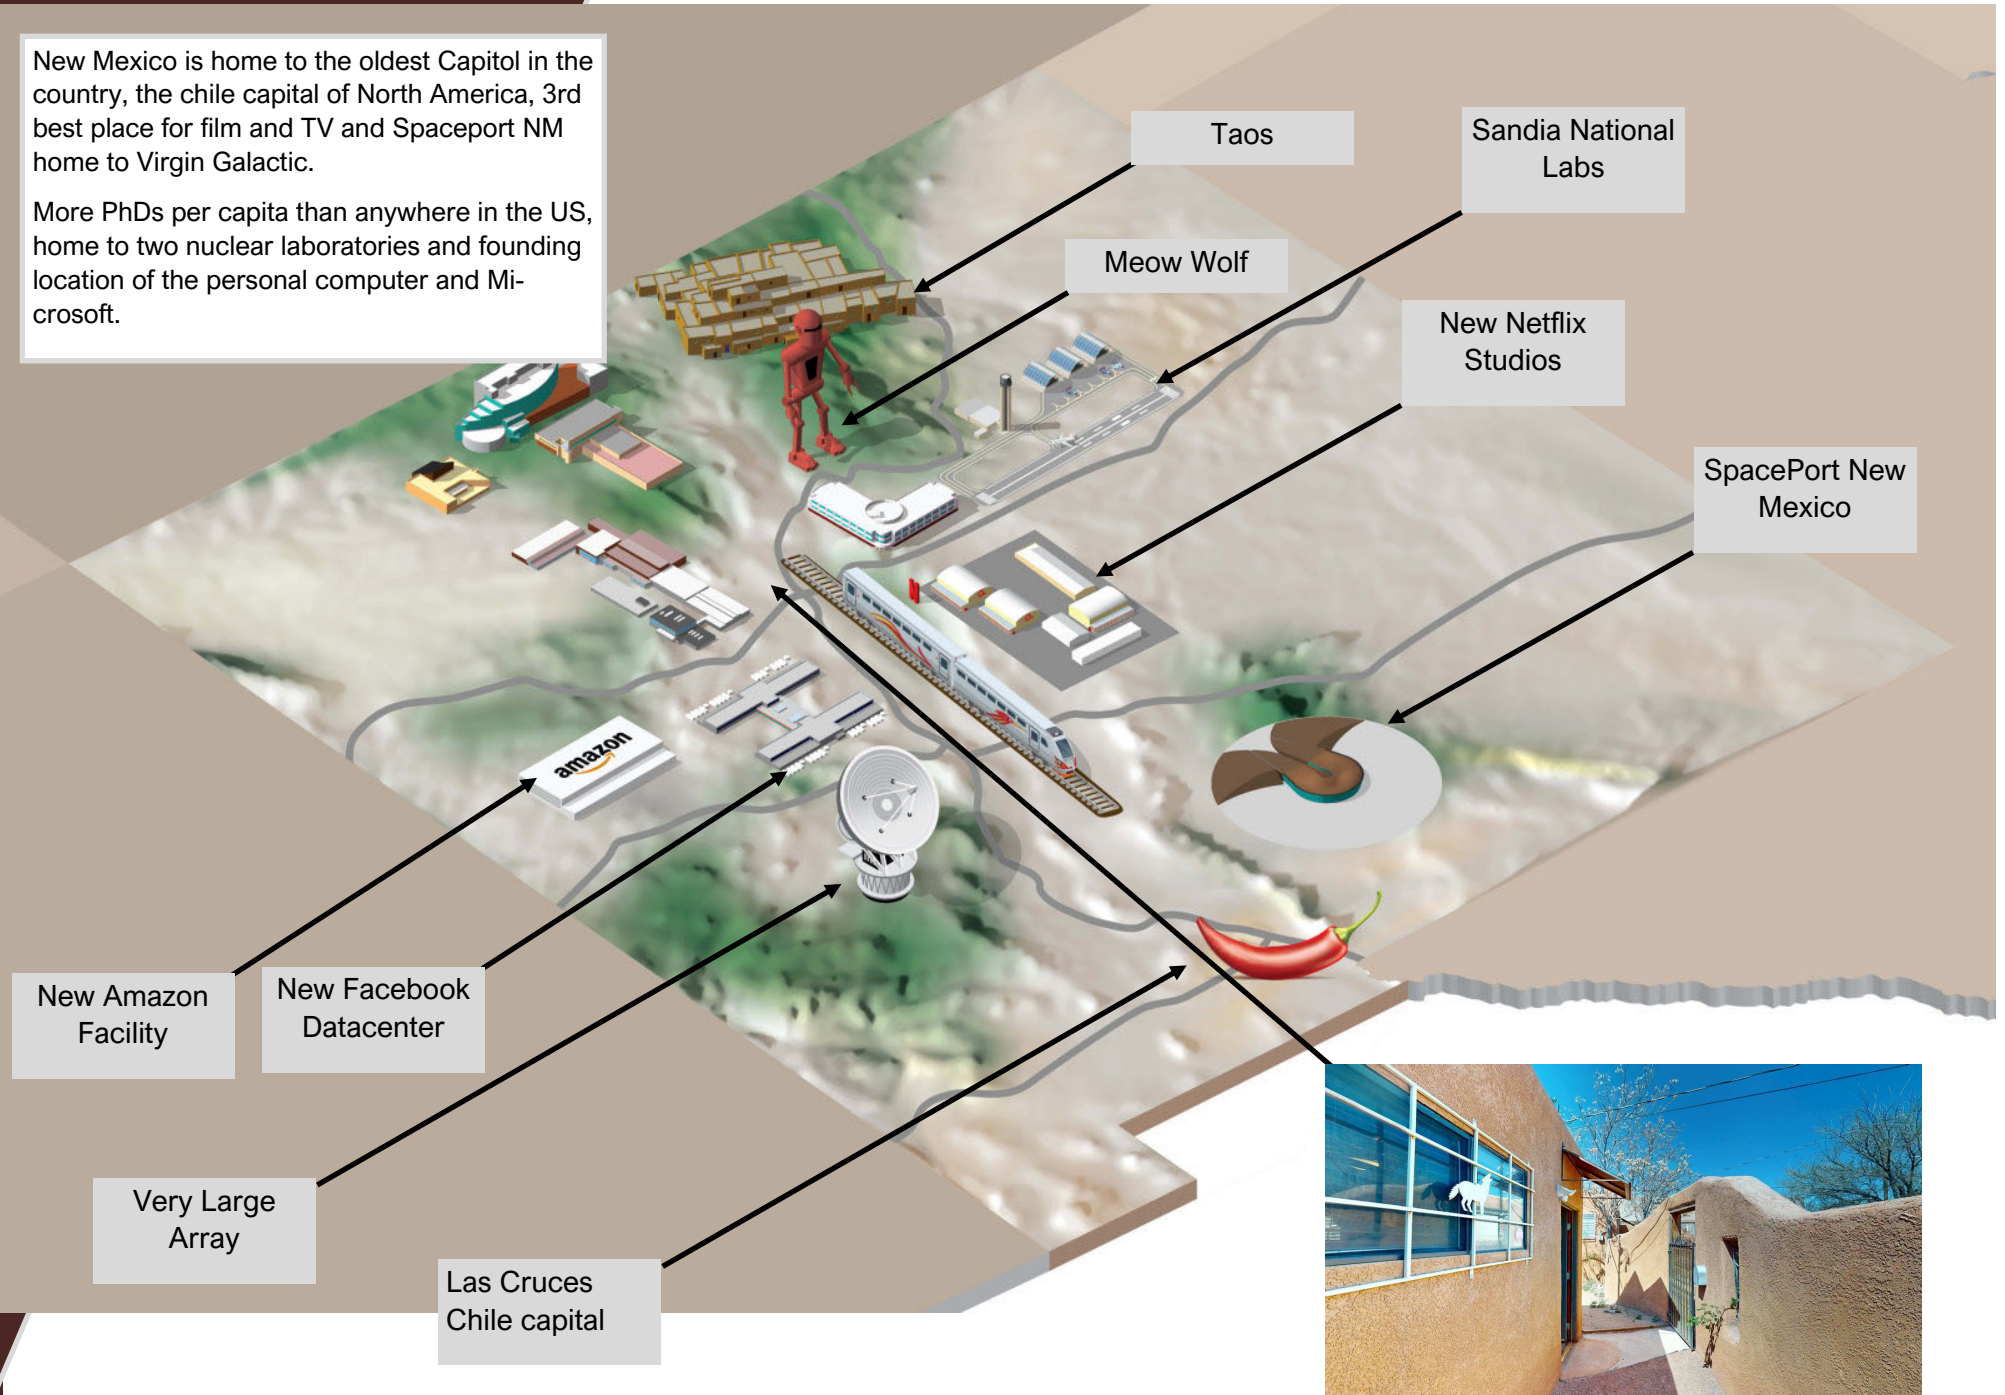 New Mexico is home to the oldest Capitol in the
country, the chile capital of North America, 3rd
best place for film and TV and Spaceport NM
home to Virgin Galactic.
More PhDs per capita than anywhere in the US,
home to two nuclear laboratories and founding
location of the personal computer and Mi-
crosoft.
Taos
Sandia National
Labs
Meow Wolf
New Netflix
Studios
SpacePort New
Mexico
N
amazon
New Amazon
Facility
New Facebook
Datacenter
Very Large
Array
Las Cruces
Chile capital